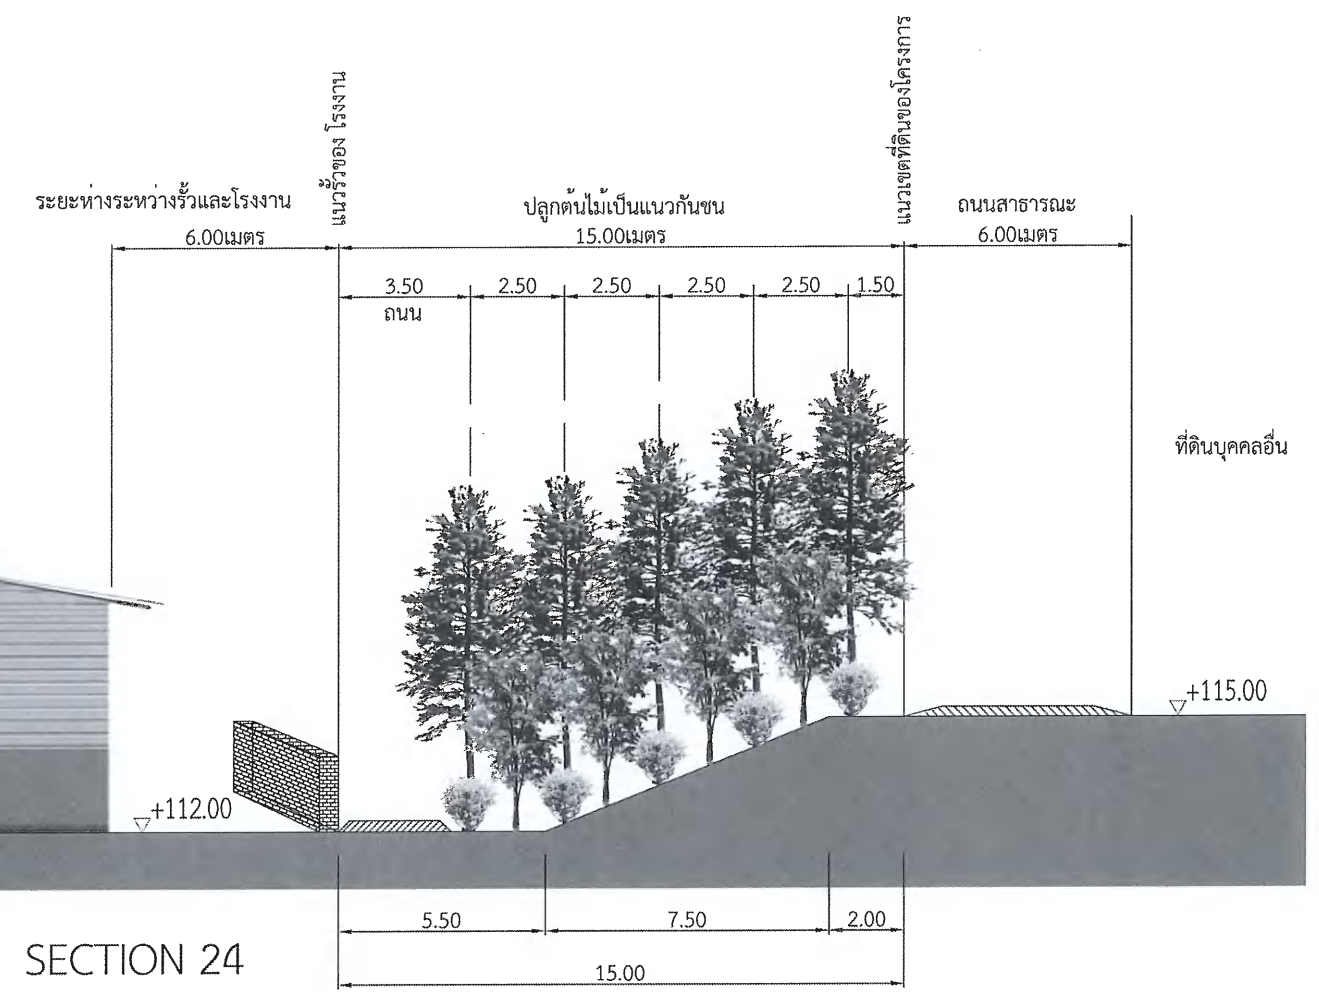 แนวรั้วของ โรงงาน
แนวเขตที่ดินของโครงการ
ระยะห่างระหว่างรั้วและโรงงาน
ปลูกต้นไม้เป็นแนวกันชน
ถนนสาธารณะ
6.00เมตร
15.00เมตร
6.00เมตร
3.50
2.50
2.50
2.50
2.50
1.50
ถนน
ที่ดินบุคคลอื่น
+115.00
+112.00
5.50
7.50
2.00
15.00
SECTION 24